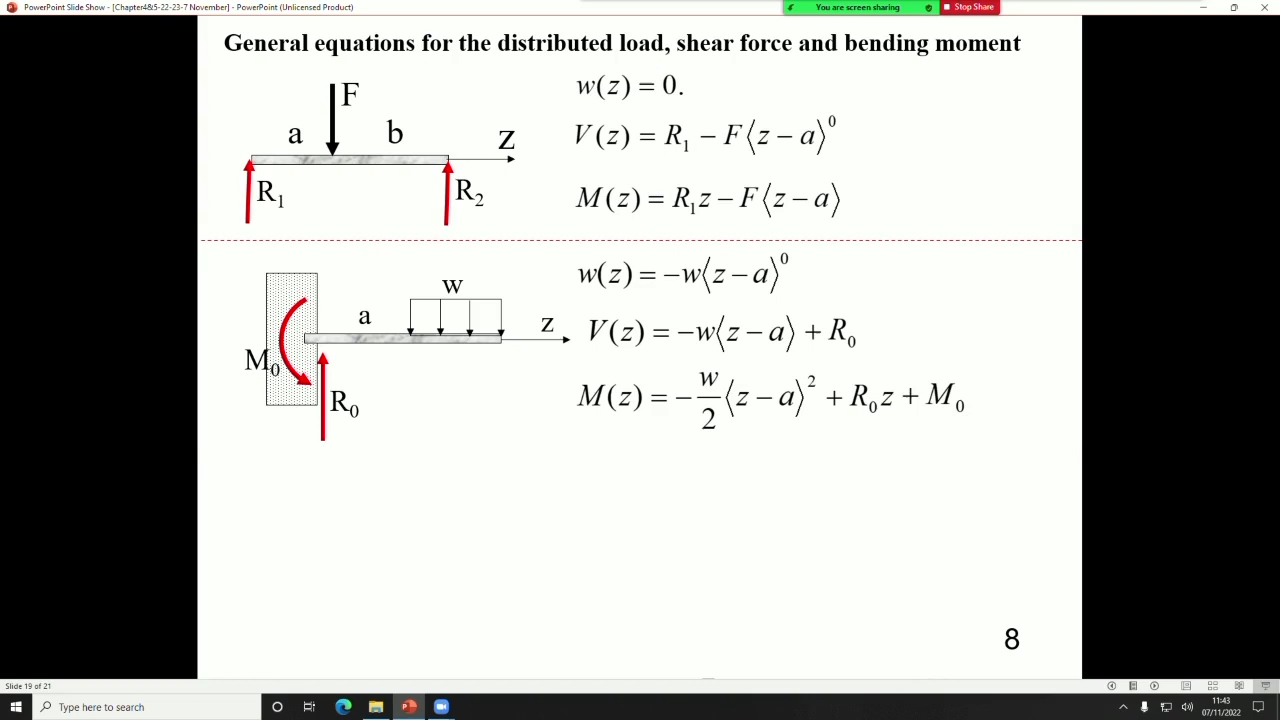 PowerPoint Slide Show - [Chapter4&5-22-23-7 November] - PowerPoint (Unlicensed Product)
You are screen sharing
Stop Share
General equations for the distributed load, shear force and bending moment
F
a b
Z
R1
R2
w(z) = 0.
V(z) = R1 − F⟨z − a⟩^0
M(z) = R1z − F⟨z − a⟩
w
a
z
M0
R0
w(z) = −w⟨z − a⟩^0
V(z) = −w⟨z − a⟩ + R0
M(z) = −w/2⟨z − a⟩^2 + R0z + M0
8
Slide 19 of 21
Type here to search
11:43
07/11/2022